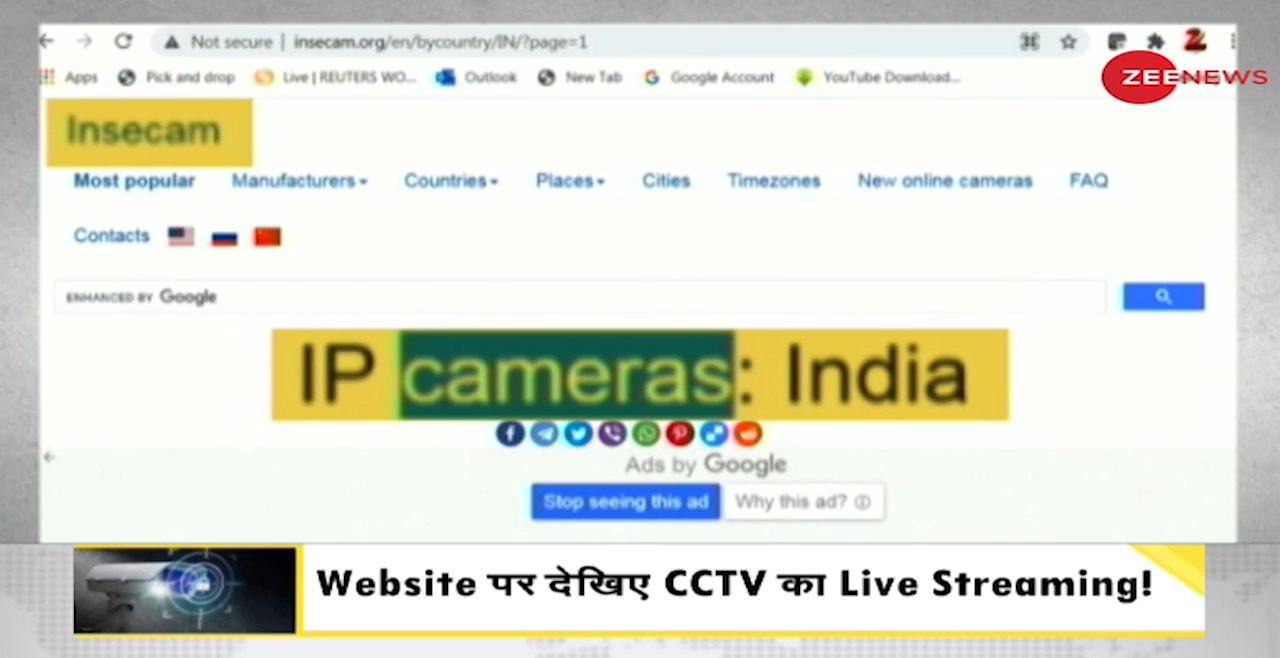 Not secure | insecam.org/en/bycountry/IN/?page=1
Apps Pick and drop Live | REUTERS WO... Outlook New Tab Google Account YouTube Download...
ZEENEWS
Insecam
Most popular Manufacturers Countries Places Cities Timezones New online cameras FAQ
Contacts
ENHANCED BY Google
IP cameras: India
Ads by Google
Stop seeing this ad Why this ad?
Website पर देखिए CCTV का Live Streaming!